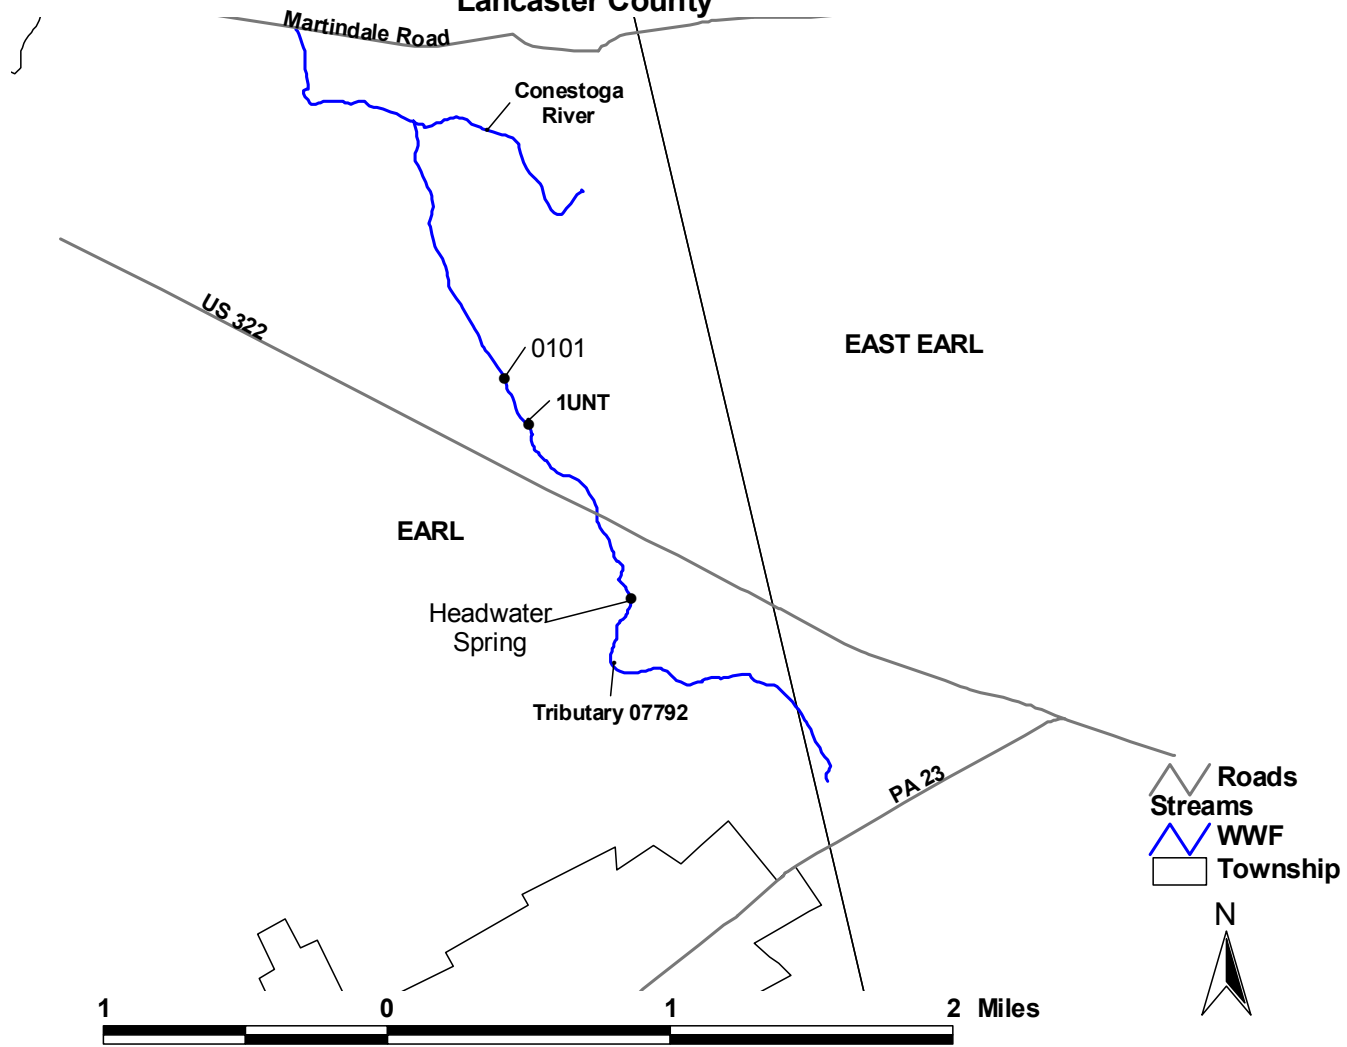 Lancaster County
Martindale Road
Conestoga
River
US 322
0101
EAST EARL
1UNT
EARL
Headwater
Spring
Tributary 07792
PA 23
Roads
Streams
WWF
Township
N
1 0 1 2 Miles